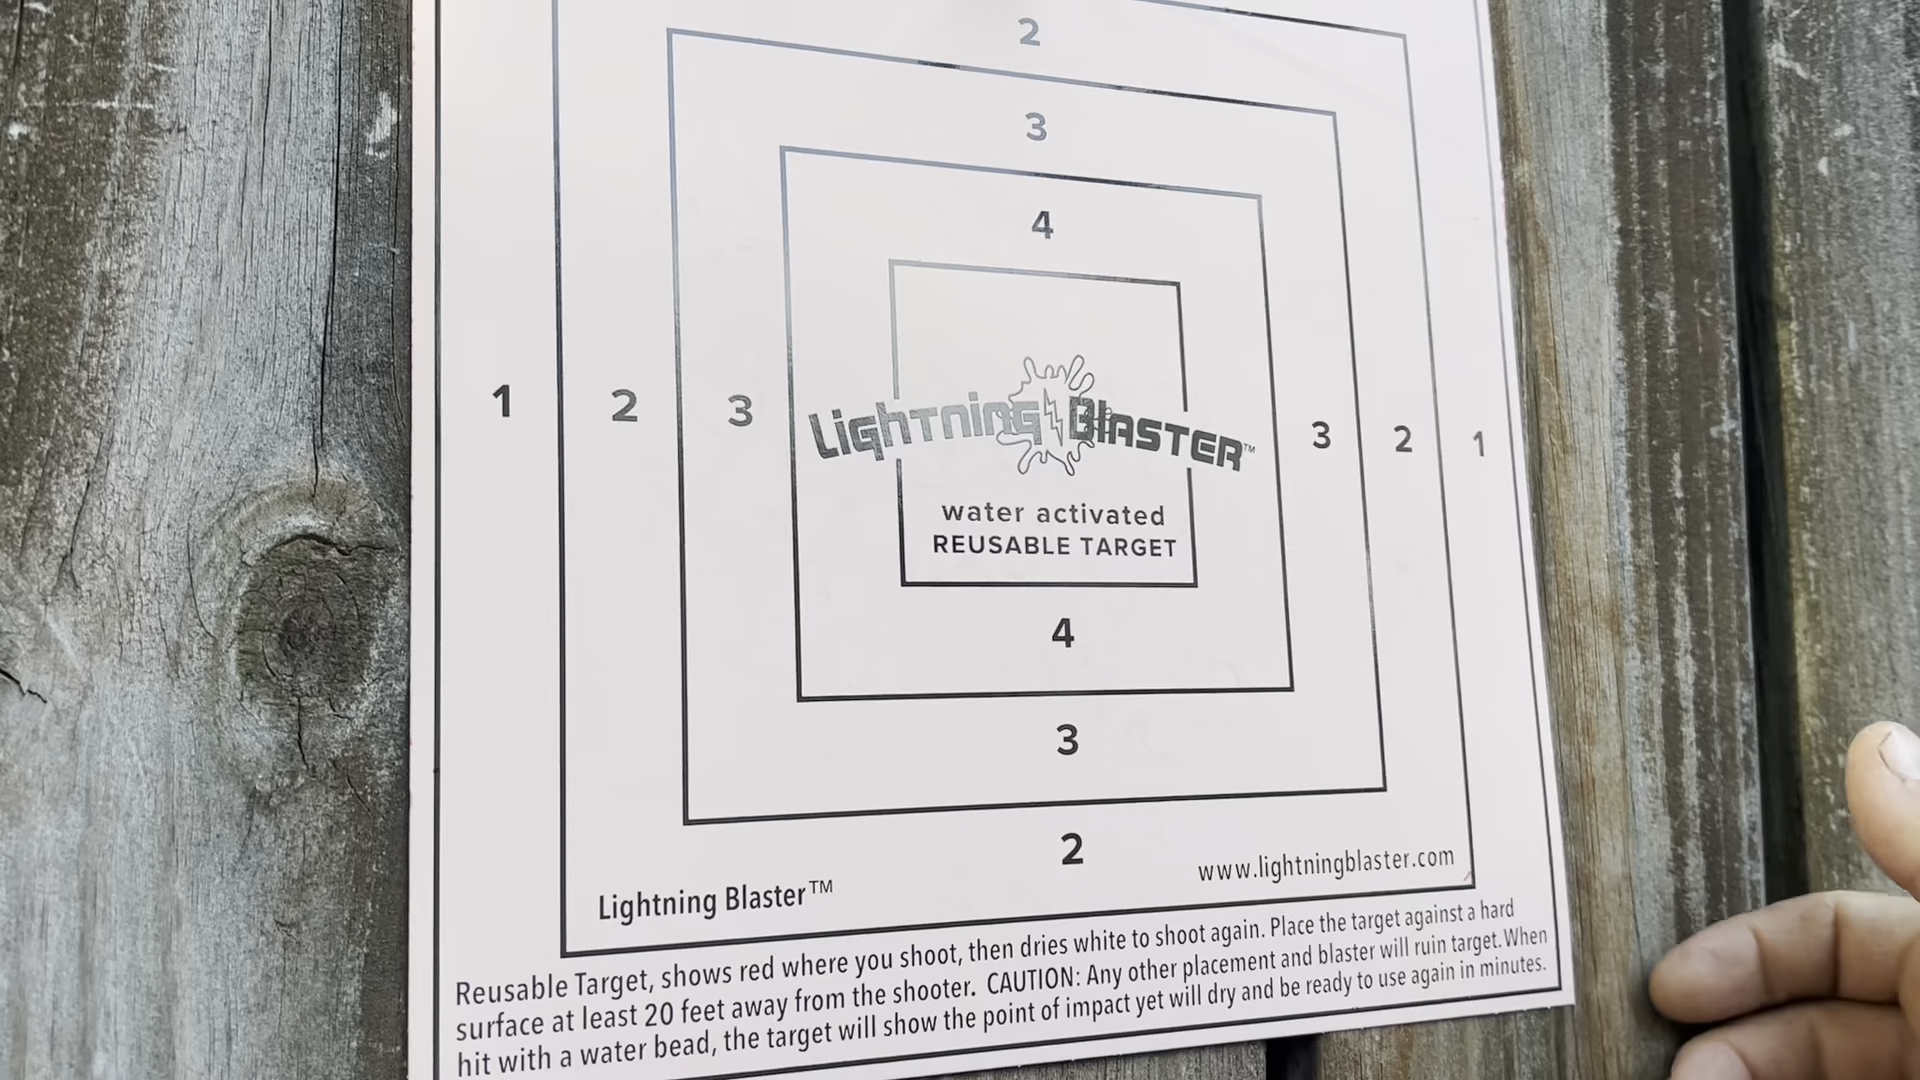 2
3
4
1 2 3 Lightning Blaster™ 3 2 1
water activated
REUSABLE TARGET
4
3
2
Lightning Blaster™ www.lightningblaster.com
Reusable Target, shows red where you shoot, then dries white to shoot again. Place the target against a hard
surface at least 20 feet away from the shooter. CAUTION: Any other placement and blaster will ruin target. When
hit with a water bead, the target will show the point of impact yet will dry and be ready to use again in minutes.